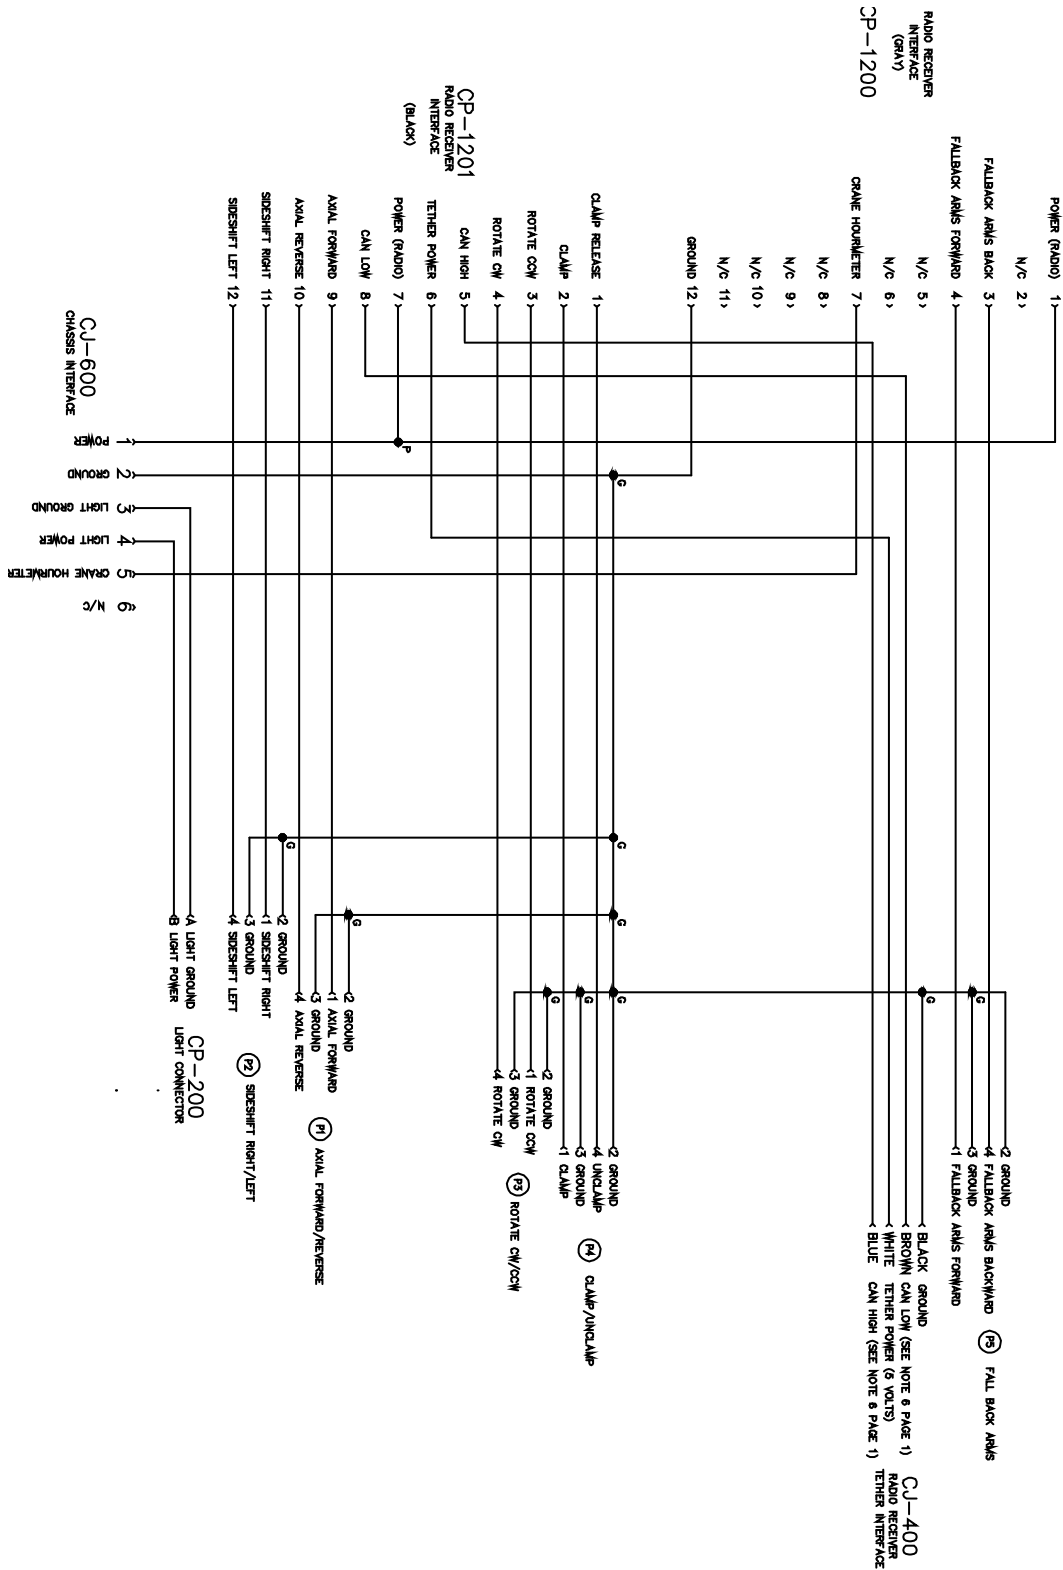 RADIO RECEIVER
INTERFACE
(GRAY)
CP-1200
POWER (RADIO) 1
N/C 2
FALLBACK ARMS BACK 3
FALLBACK ARMS FORWARD 4
N/C 5
N/C 6
CRANE HOURMETER 7
N/C 8
N/C 9
N/C 10
N/C 11
GROUND 12
CP-1201
RADIO RECEIVER
INTERFACE
(BLACK)
CLAMP RELEASE 1
CLAMP 2
ROTATE CCW 3
ROTATE CW 4
CAN HIGH 5
TETHER POWER 6
POWER (RADIO) 7
CAN LOW 8
AXIAL FORWARD 9
AXIAL REVERSE 10
SIDESHIFT RIGHT 11
SIDESHIFT LEFT 12
CJ-600
CHASSIS INTERFACE
1 POWER
2 GROUND
3 LIGHT GROUND
4 LIGHT POWER
5 CRANE HOURMETER
6 N/C
P
G
G
G
G
G
G
G
G
G
G
2 GROUND
4 FALLBACK ARMS BACKWARD
3 GROUND
1 FALLBACK ARMS FORWARD
P5 FALL BACK ARMS
BLACK GROUND
BROWN CAN LOW (SEE NOTE 6 PAGE 1)
WHITE TETHER POWER (5 VOLTS)
BLUE CAN HIGH (SEE NOTE 6 PAGE 1)
CJ-400
RADIO RECEIVER
TETHER INTERFACE
2 GROUND
4 UNCLAMP
3 GROUND
1 CLAMP
P4 CLAMP/UNCLAMP
2 GROUND
1 ROTATE CCW
3 GROUND
4 ROTATE CW
P3 ROTATE CW/CCW
2 GROUND
1 AXIAL FORWARD
3 GROUND
4 AXIAL REVERSE
P1 AXIAL FORWARD/REVERSE
2 GROUND
1 SIDESHIFT RIGHT
3 GROUND
4 SIDESHIFT LEFT
P2 SIDESHIFT RIGHT/LEFT
A LIGHT GROUND
B LIGHT POWER
CP-200
LIGHT CONNECTOR